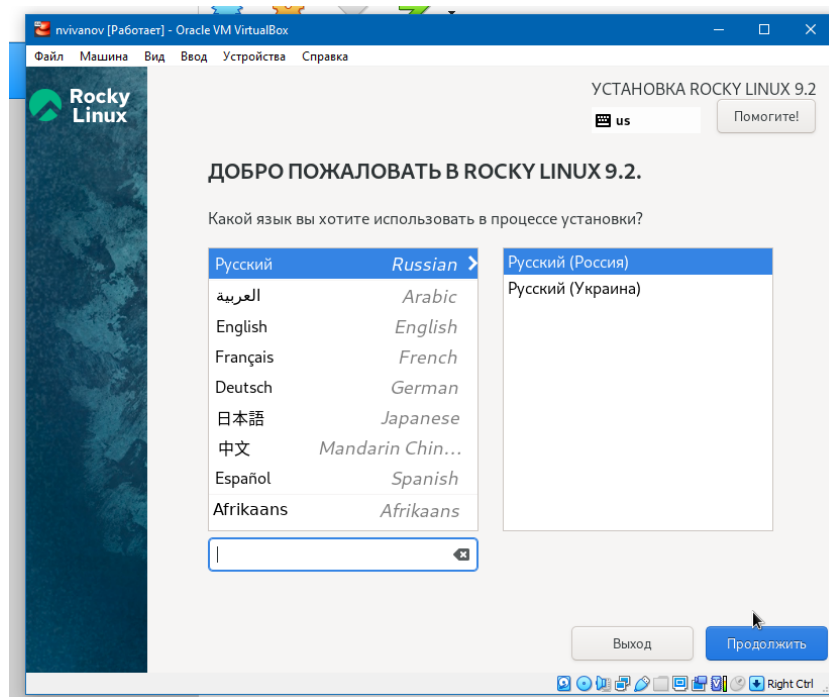 nvivanov [Работает] - Oracle VM VirtualBox
Файл Машина Вид Ввод Устройства Справка
Rocky
Linux
УСТАНОВКА ROCKY LINUX 9.2
us
Помогите!
ДОБРО ПОЖАЛОВАТЬ В ROCKY LINUX 9.2.
Какой язык вы хотите использовать в процессе установки?
Русский Russian
العربية Arabic
English English
Français French
Deutsch German
日本語 Japanese
中文 Mandarin Chin...
Español Spanish
Afrikaans Afrikaans
Русский (Россия)
Русский (Украина)
Выход
Продолжить
Right Ctrl